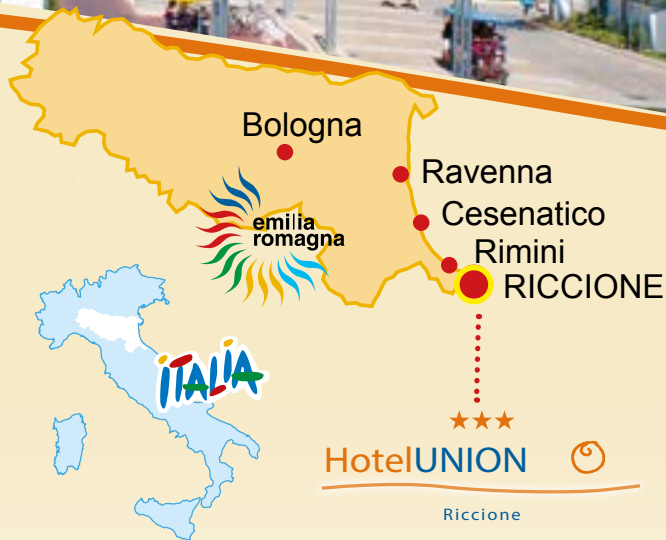 Bologna
Ravenna
Cesenatico
Rimini
RICCIONE
emilia
romagna
iTALiA
★★★
HotelUNION
Riccione